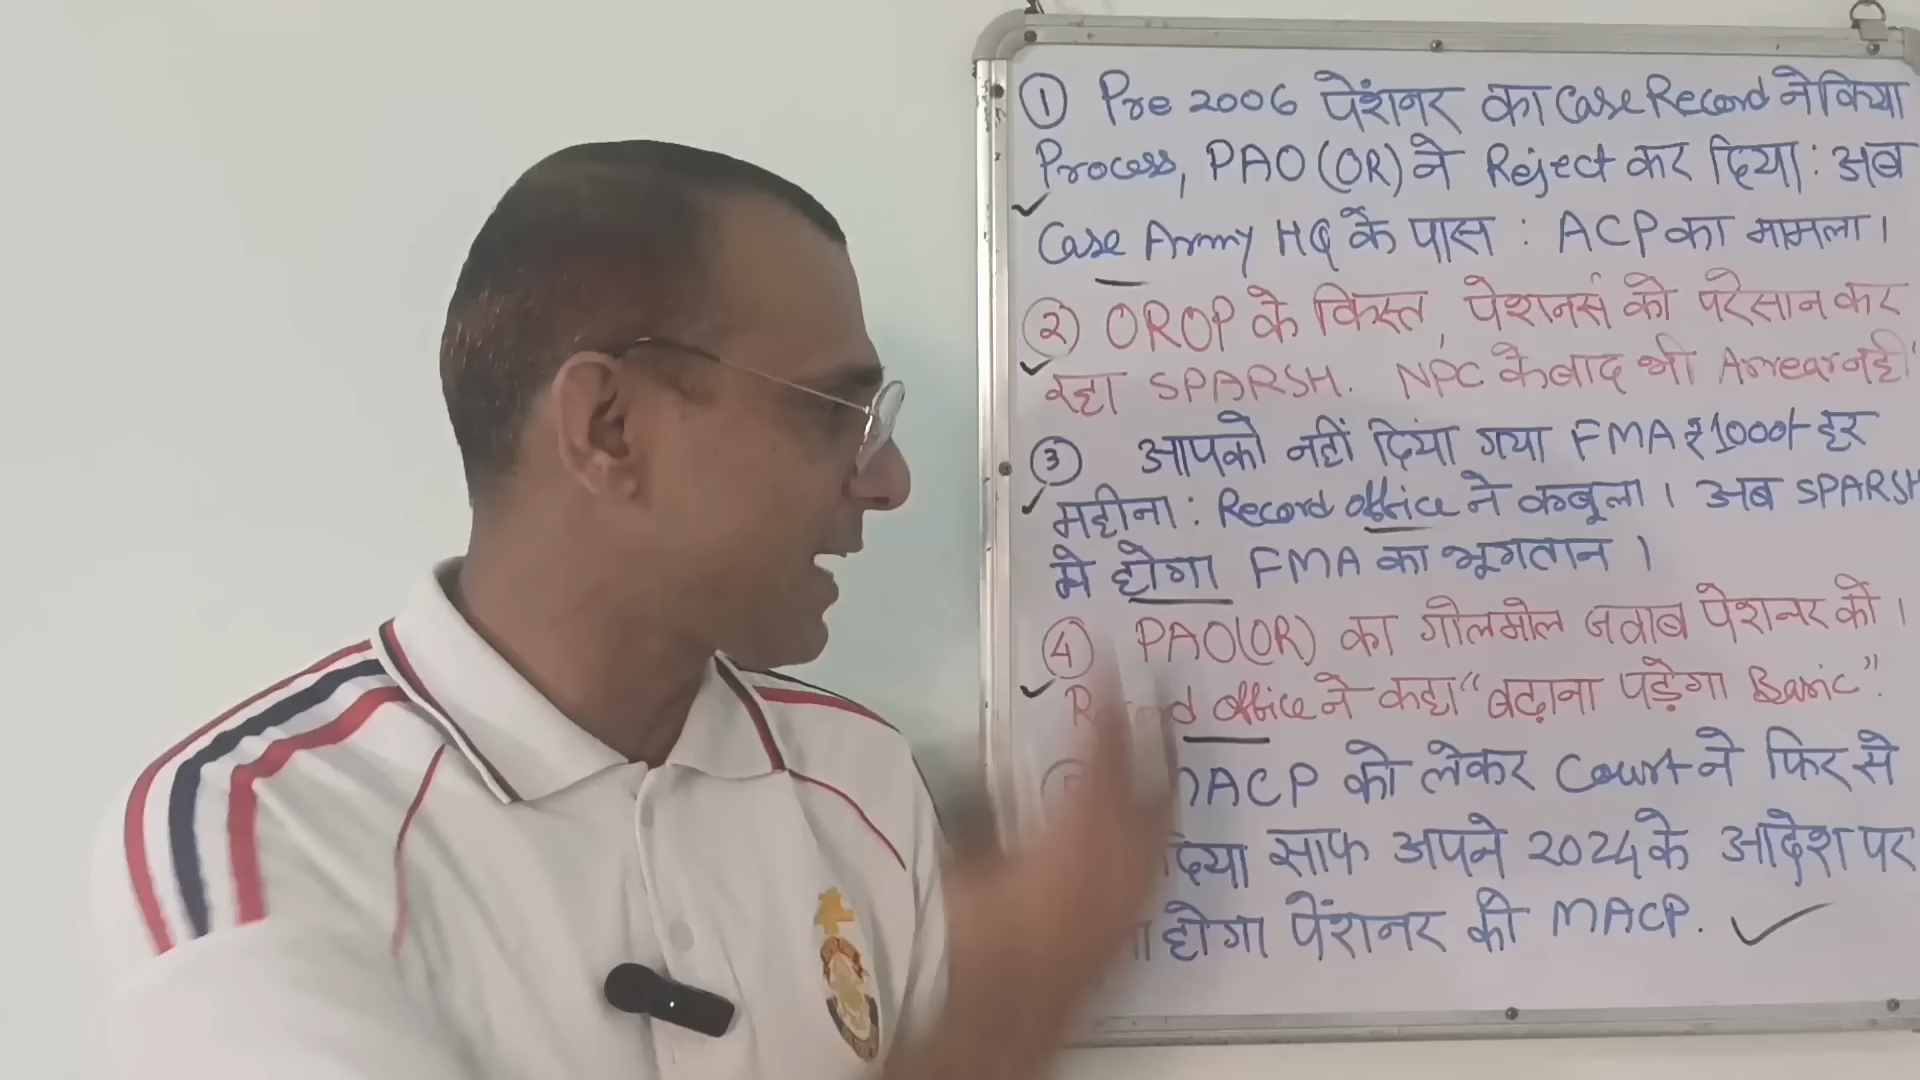 ① Pre 2006 पेंशनर का Case Record ने किया
Process, PAO (OR) ने Reject कर दिया: अब
Case Army HQ के पास : ACP का मामला।
② OROP के किस्त, पेशनर्स को परेसान कर
रहा SPARSH. NPC के बाद भी Arrear नहीं
③ आपको नहीं दिया गया FMA ₹1000/- हर
महीना: Record office ने कबूला। अब SPARSH
मे होगा FMA का भूगतान।
④ PAO(OR) का गोलमोल जवाब पेशनर को।
office ने कहा “बढ़ाना पड़ेगा Basic”.
MACP को लेकर Court ने फिर से
दिया साफ अपने 2024 के आदेश पर
होगा पेंशनर को MACP.